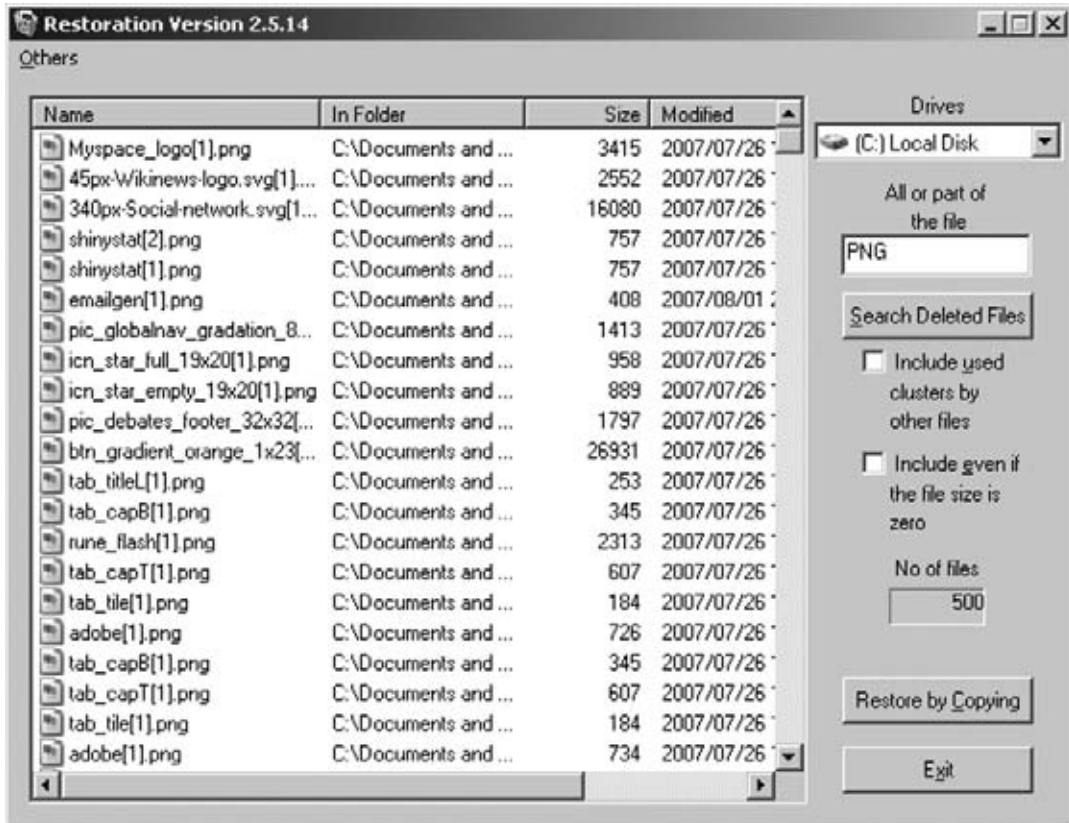 Restoration Version 2.5.14
Others
Name In Folder Size Modified
Myspace_logo[1].png C:\Documents and ... 3415 2007/07/26
45px-Wikinews-logo.svg[1].... C:\Documents and ... 2552 2007/07/26
340px-Social-network.svg[1... C:\Documents and ... 16080 2007/07/26
shinystat[2].png C:\Documents and ... 757 2007/07/26
shinystat[1].png C:\Documents and ... 757 2007/07/26
emailgen[1].png C:\Documents and ... 408 2007/08/01
pic_globalnav_gradation_8... C:\Documents and ... 1413 2007/07/26
icn_star_full_19x20[1].png C:\Documents and ... 958 2007/07/26
icn_star_empty_19x20[1].png C:\Documents and ... 889 2007/07/26
pic_debates_footer_32x32[... C:\Documents and ... 1797 2007/07/26
btn_gradient_orange_1x23[... C:\Documents and ... 26931 2007/07/26
tab_titleL[1].png C:\Documents and ... 253 2007/07/26
tab_capB[1].png C:\Documents and ... 345 2007/07/26
rune_flash[1].png C:\Documents and ... 2313 2007/07/26
tab_capT[1].png C:\Documents and ... 607 2007/07/26
tab_tile[1].png C:\Documents and ... 184 2007/07/26
adobe[1].png C:\Documents and ... 726 2007/07/26
tab_capB[1].png C:\Documents and ... 345 2007/07/26
tab_capT[1].png C:\Documents and ... 607 2007/07/26
tab_tile[1].png C:\Documents and ... 184 2007/07/26
adobe[1].png C:\Documents and ... 734 2007/07/26
Drives
(C:) Local Disk
All or part of
the file
PNG
Search Deleted Files
Include used
clusters by
other files
Include even if
the file size is
zero
No of files
500
Restore by Copying
Exit